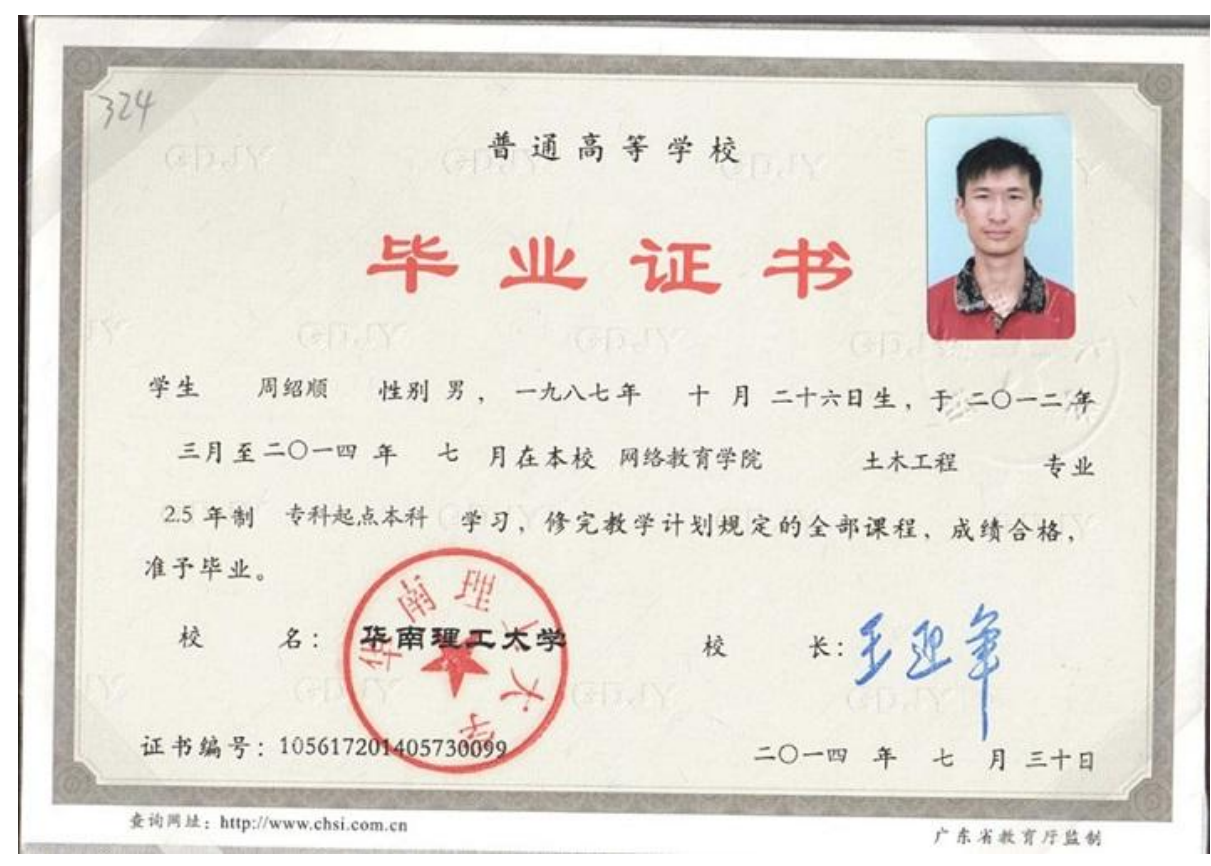 324
普通高等学校
毕业证书
学生 周绍顺 性别 男，一九八七年 十 月 二十六日生，于 二〇一二年
三月至二〇一四 年 七 月在本校 网络教育学院 土木工程 专业
2.5 年制 专科起点本科 学习，修完教学计划规定的全部课程，成绩合格，
准予毕业。
校 名：华南理工大学 校 长：王迎军
华南理工大学
证书编号：105617201405730099 二〇一四 年 七 月 三十日
查询网址：http://www.chsi.com.cn 广东省教育厅监制
GDJY